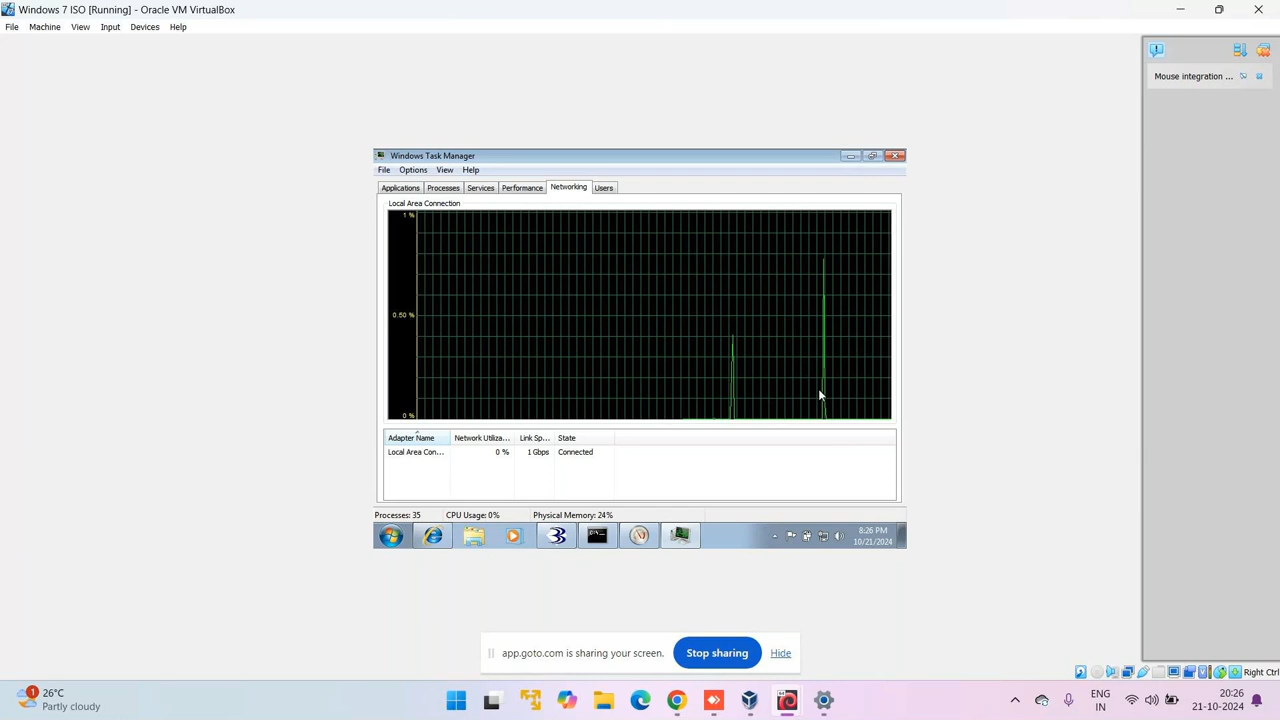 Windows 7 ISO [Running] - Oracle VM VirtualBox
File Machine View Input Devices Help
Mouse integration ...
Windows Task Manager
File Options View Help
Applications Processes Services Performance Networking Users
Local Area Connection
1 %
0.50 %
0 %
Adapter Name Network Utiliza... Link Sp... State
Local Area Con... 0 % 1 Gbps Connected
Processes: 35 CPU Usage: 0% Physical Memory: 24%
8:26 PM
10/21/2024
app.goto.com is sharing your screen. Stop sharing Hide
Right Ctrl
1
26°C
Partly cloudy
ENG
IN
20:26
21-10-2024